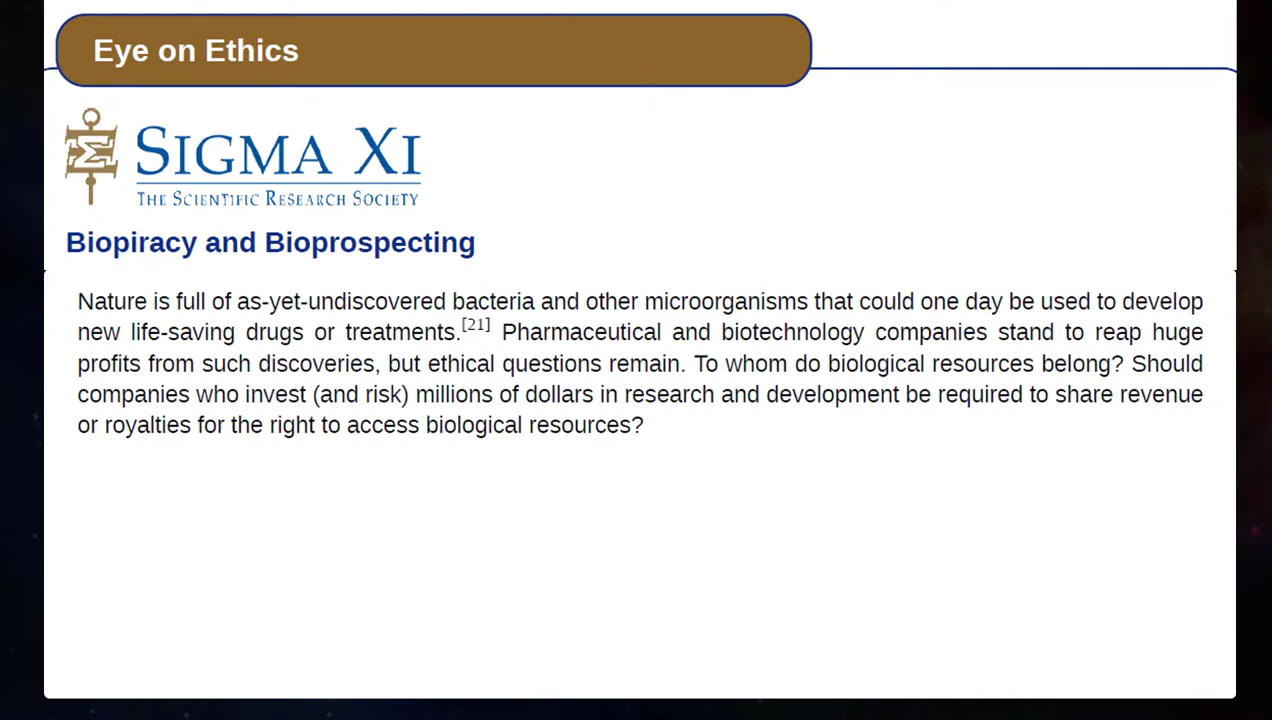 Eye on Ethics
SIGMA XI
THE SCIENTIFIC RESEARCH SOCIETY
Biopiracy and Bioprospecting
Nature is full of as-yet-undiscovered bacteria and other microorganisms that could one day be used to develop
new life-saving drugs or treatments.[21] Pharmaceutical and biotechnology companies stand to reap huge
profits from such discoveries, but ethical questions remain. To whom do biological resources belong? Should
companies who invest (and risk) millions of dollars in research and development be required to share revenue
or royalties for the right to access biological resources?